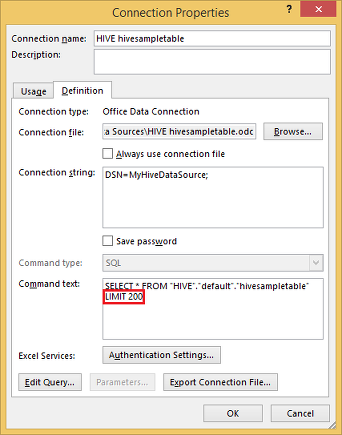 Connection Properties
Connection name: HIVE hivesampletable
Description:
Usage Definition
Connection type: Office Data Connection
Connection file: :a Sources\HIVE hivesampletable.odc Browse...
Always use connection file
Connection string: DSN=MyHiveDataSource;
Save password
Command type: SQL
Command text: SELECT * FROM "HIVE"."default"."hivesampletable"
LIMIT 200
Excel Services: Authentication Settings...
Edit Query... Parameters... Export Connection File...
OK Cancel